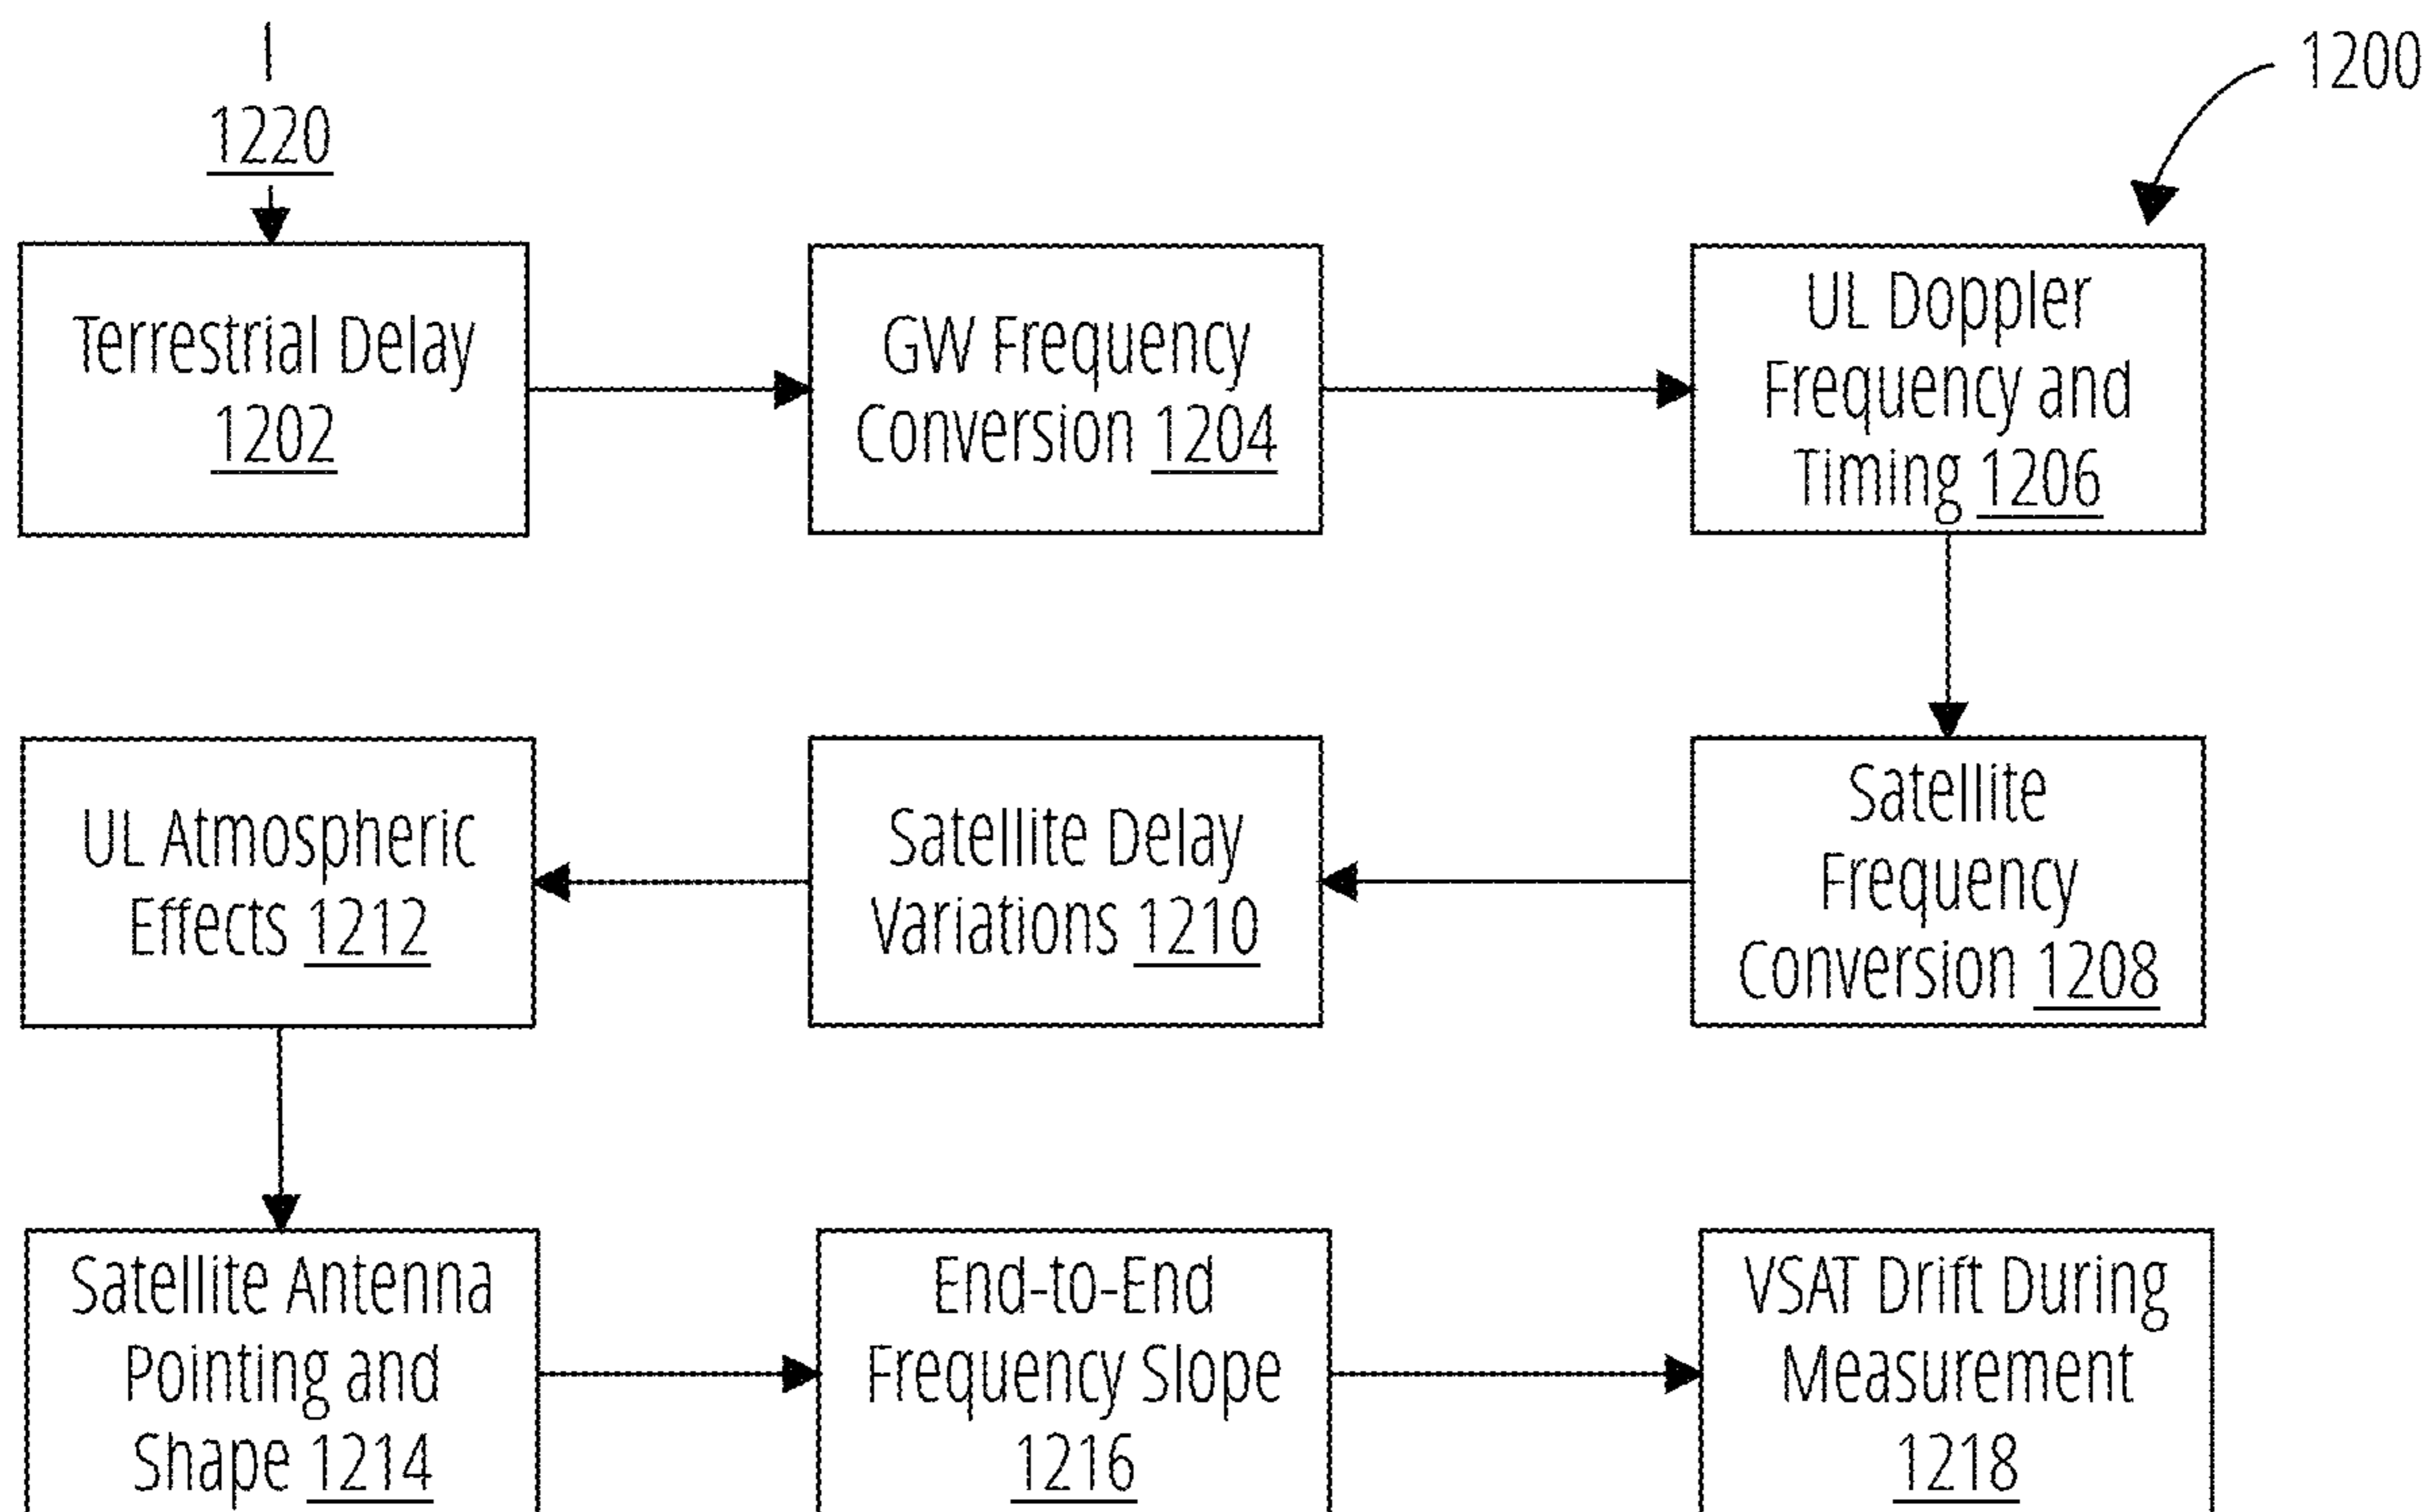 1200
1220
Terrestrial Delay
1202
GW Frequency
Conversion 1204
UL Doppler
Frequency and
Timing 1206
Satellite
Frequency
Conversion 1208
Satellite Delay
Variations 1210
UL Atmospheric
Effects 1212
Satellite Antenna
Pointing and
Shape 1214
End-to-End
Frequency Slope
1216
VSAT Drift During
Measurement
1218